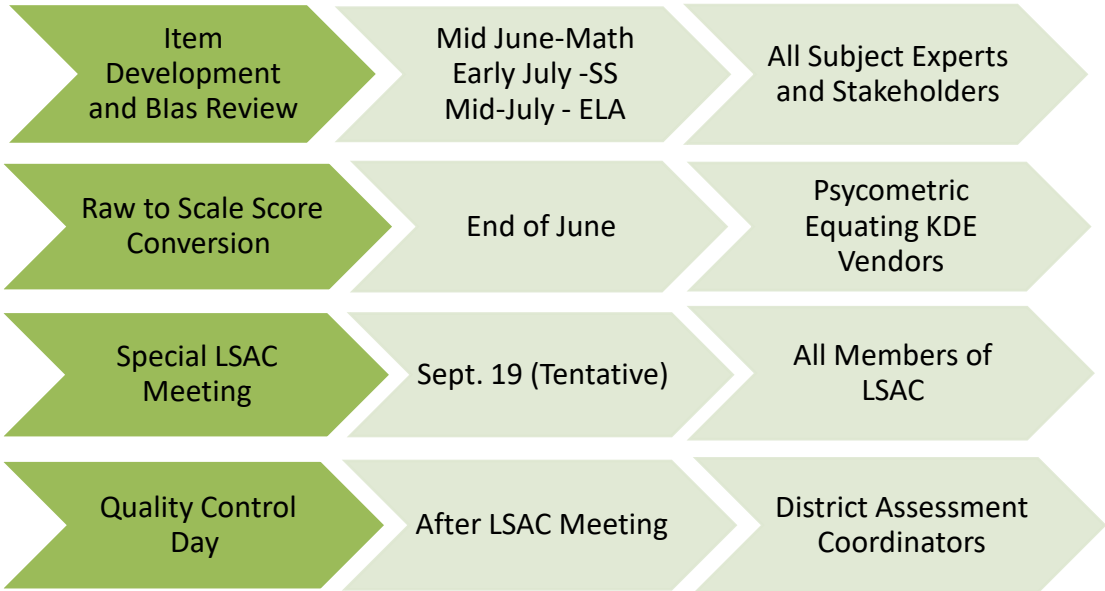 Item
Development
and BIas Review
Mid June-Math
Early July -SS
Mid-July - ELA
All Subject Experts
and Stakeholders
Raw to Scale Score
Conversion
End of June
Psycometric
Equating KDE
Vendors
Special LSAC
Meeting
Sept. 19 (Tentative)
All Members of
LSAC
Quality Control
Day
After LSAC Meeting
District Assessment
Coordinators